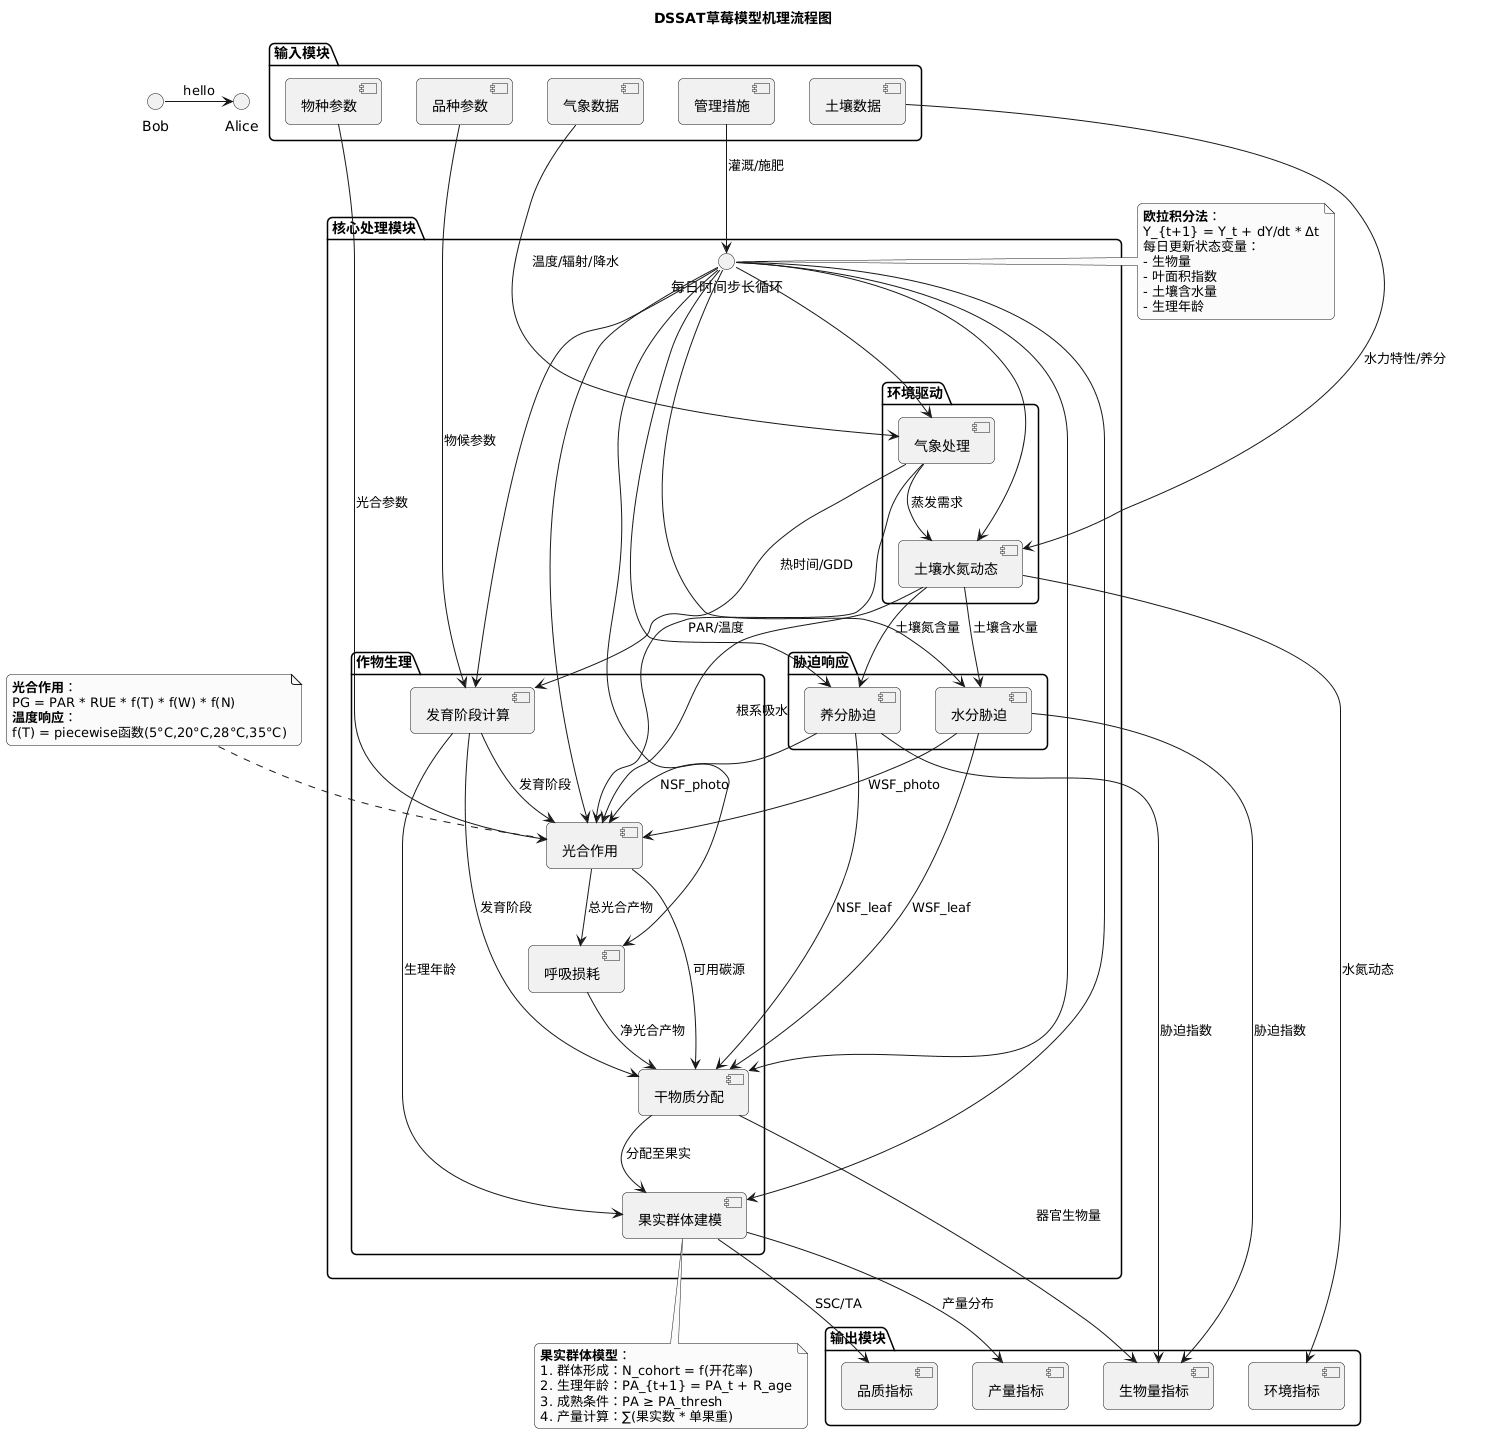 DSSAT草莓模型机理流程图
输入模块
物种参数
品种参数
气象数据
管理措施
土壤数据
hello
Bob
Alice
灌溉/施肥
核心处理模块
欧拉积分法：
Y_{t+1} = Y_t + dY/dt * Δt
每日更新状态变量：
- 生物量
- 叶面积指数
- 土壤含水量
- 生理年龄
温度/辐射/降水
每日时间步长循环
水力特性/养分
环境驱动
气象处理
物候参数
光合参数
蒸发需求
热时间/GDD
土壤水氮动态
PAR/温度
土壤氮含量
土壤含水量
作物生理
胁迫响应
光合作用：
PG = PAR * RUE * f(T) * f(W) * f(N)
温度响应：
f(T) = piecewise函数(5°C,20°C,28°C,35°C)
发育阶段计算
根系吸水
养分胁迫
水分胁迫
发育阶段
NSF_photo
WSF_photo
光合作用
发育阶段
总光合产物
NSF_leaf
WSF_leaf
生理年龄
呼吸损耗
可用碳源
水氮动态
净光合产物
胁迫指数
胁迫指数
干物质分配
分配至果实
果实群体建模
器官生物量
SSC/TA
产量分布
输出模块
果实群体模型：
1. 群体形成：N_cohort = f(开花率)
2. 生理年龄：PA_{t+1} = PA_t + R_age
3. 成熟条件：PA ≥ PA_thresh
4. 产量计算：∑(果实数 * 单果重)
品质指标
产量指标
生物量指标
环境指标